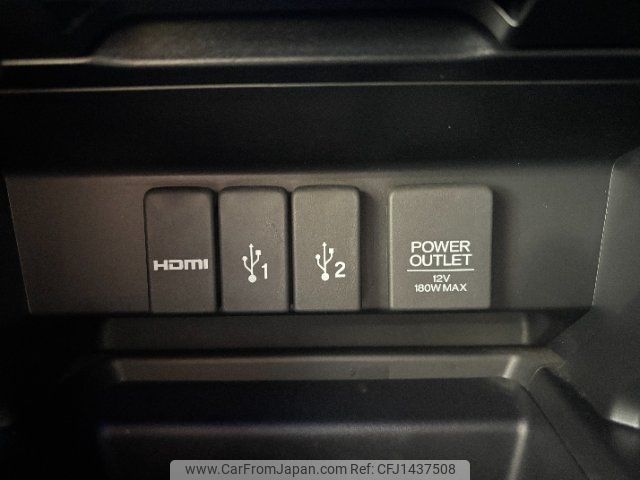 HDMI
1
2
POWER
OUTLET
12V
180W MAX
www.CarFromJapan.com REF:CFJ1437508